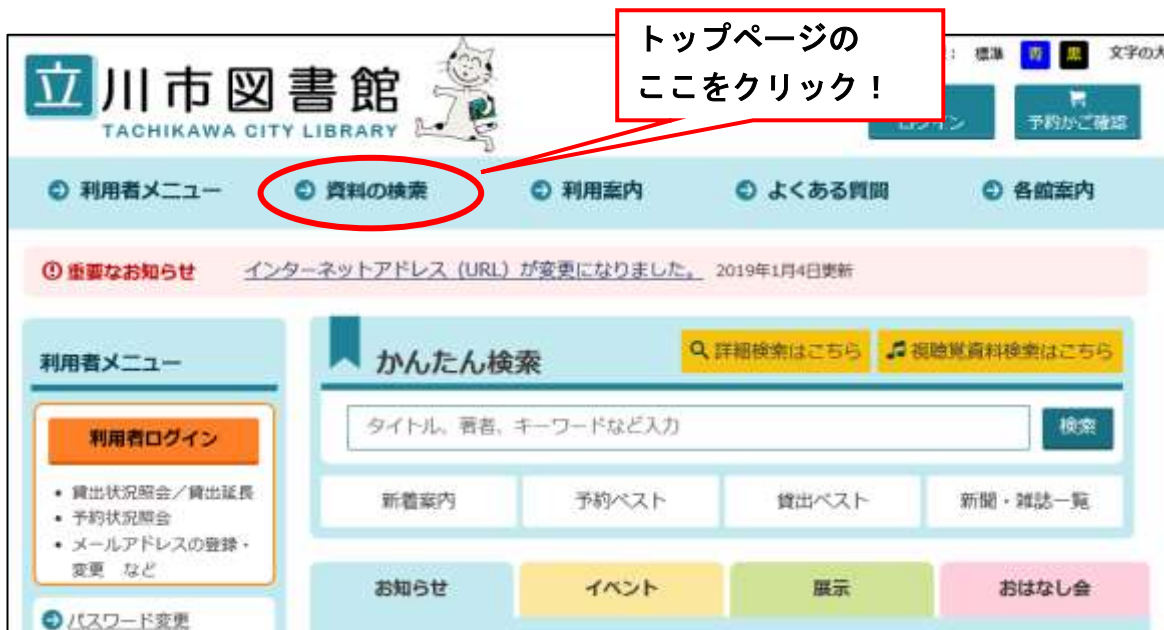 トップページの
ここをクリック！
： 標準 青 黒 文字の大
立川市図書館
TACHIKAWA CITY LIBRARY
ログイン
予約かご確認
利用者メニュー
資料の検索
利用案内
よくある質問
各館案内
重要なお知らせ インターネットアドレス（URL）が変更になりました。 2019年1月4日更新
利用者メニュー
利用者ログイン
・ 貸出状況照会／貸出延長
・ 予約状況照会
・ メールアドレスの登録・
変更 など
パスワード変更
かんたん検索
詳細検索はこちら
視聴覚資料検索はこちら
タイトル、著者、キーワードなど入力
検索
新着案内
予約ベスト
貸出ベスト
新聞・雑誌一覧
お知らせ
イベント
展示
おはなし会